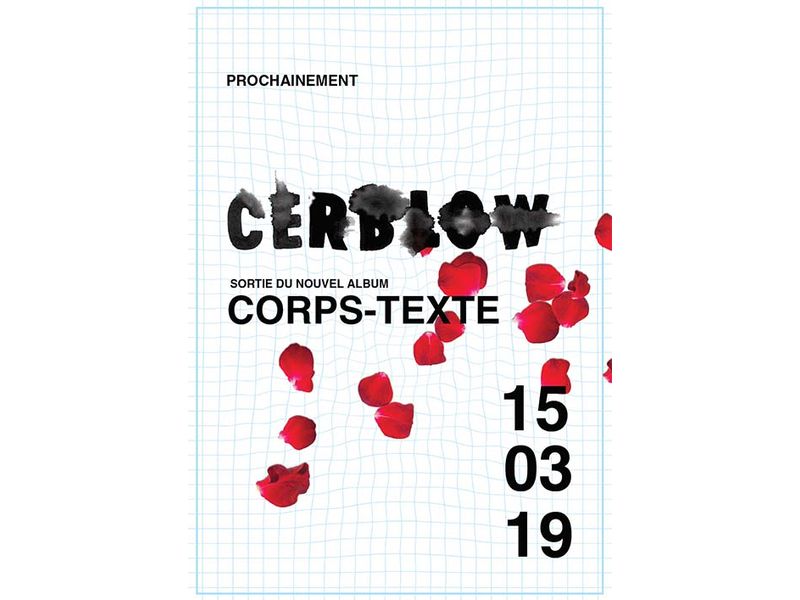 PROCHAINEMENT
CERBLOW
SORTIE DU NOUVEL ALBUM
CORPS-TEXTE
15
03
19